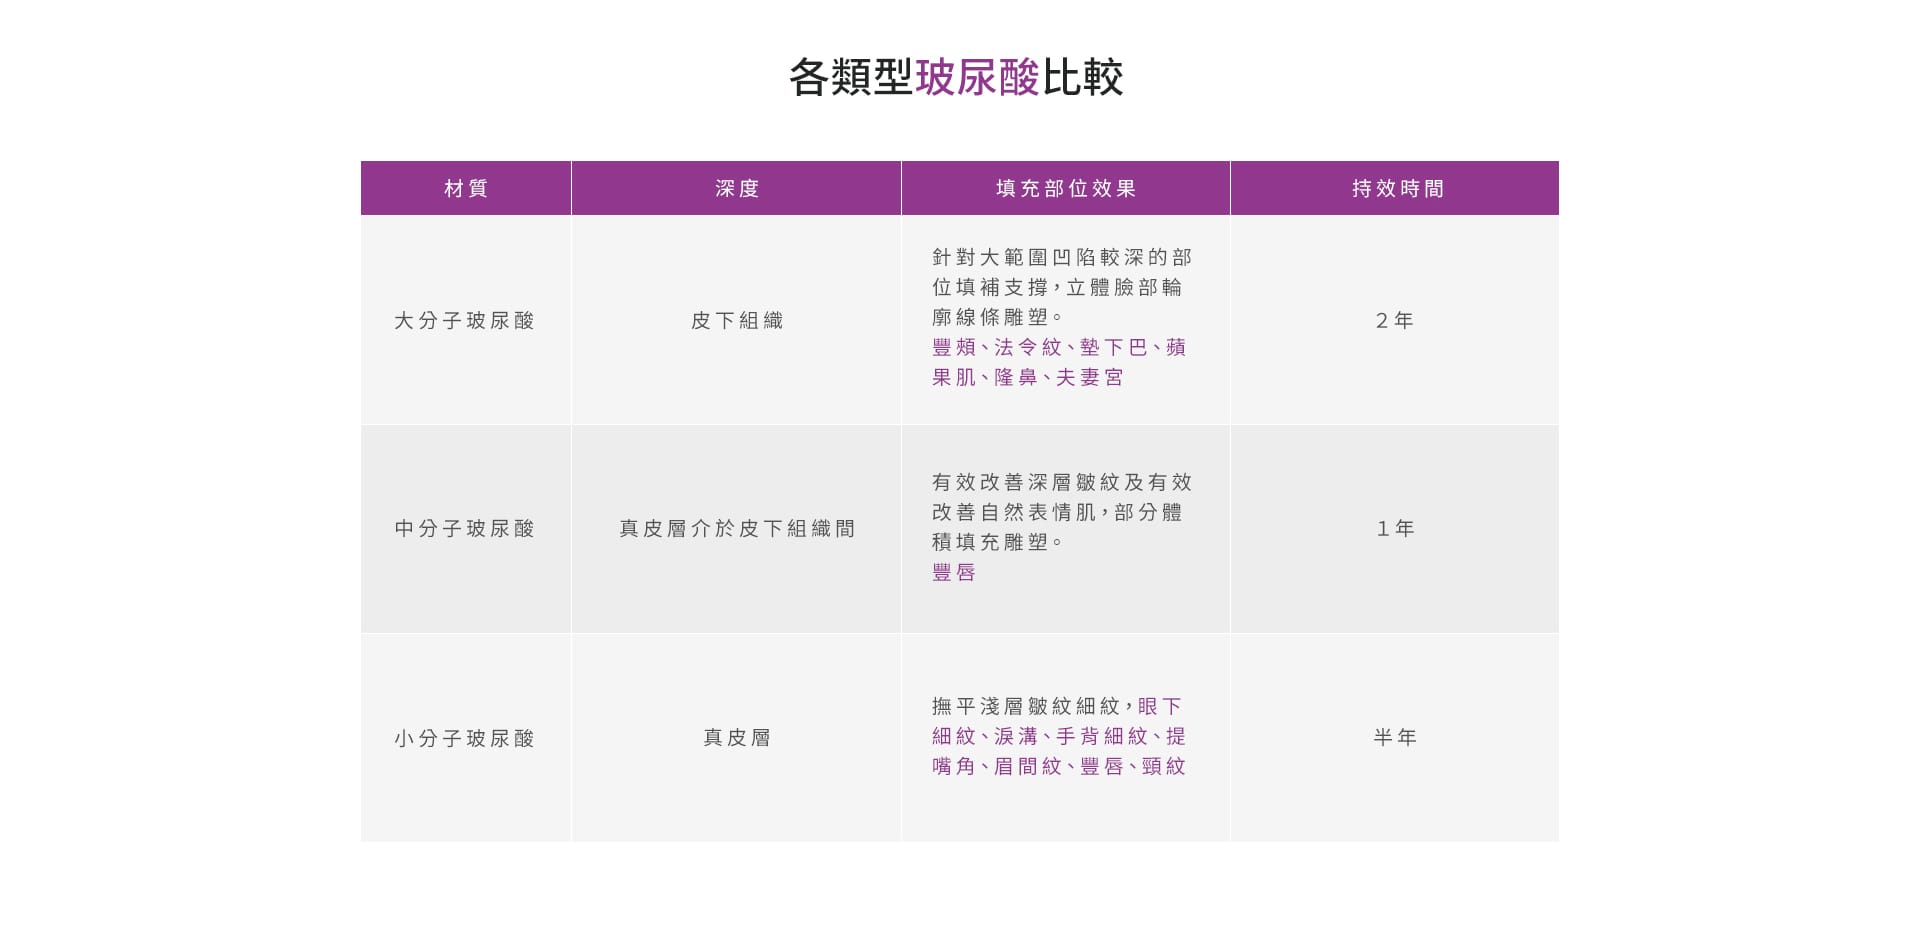 各類型玻尿酸比較
材質 深度 填充部位效果 持效時間
大分子玻尿酸
皮下組織
針對大範圍凹陷較深的部
位填補支撐，立體臉部輪
廓線條雕塑。
豐頰、法令紋、墊下巴、蘋
果肌、隆鼻、夫妻宮
2年
中分子玻尿酸
真皮層介於皮下組織間
有效改善深層皺紋及有效
改善自然表情肌，部分體
積填充雕塑。
豐唇
1年
小分子玻尿酸
真皮層
撫平淺層皺紋細紋，眼下
細紋、淚溝、手背細紋、提
嘴角、眉間紋、豐唇、頸紋
半年